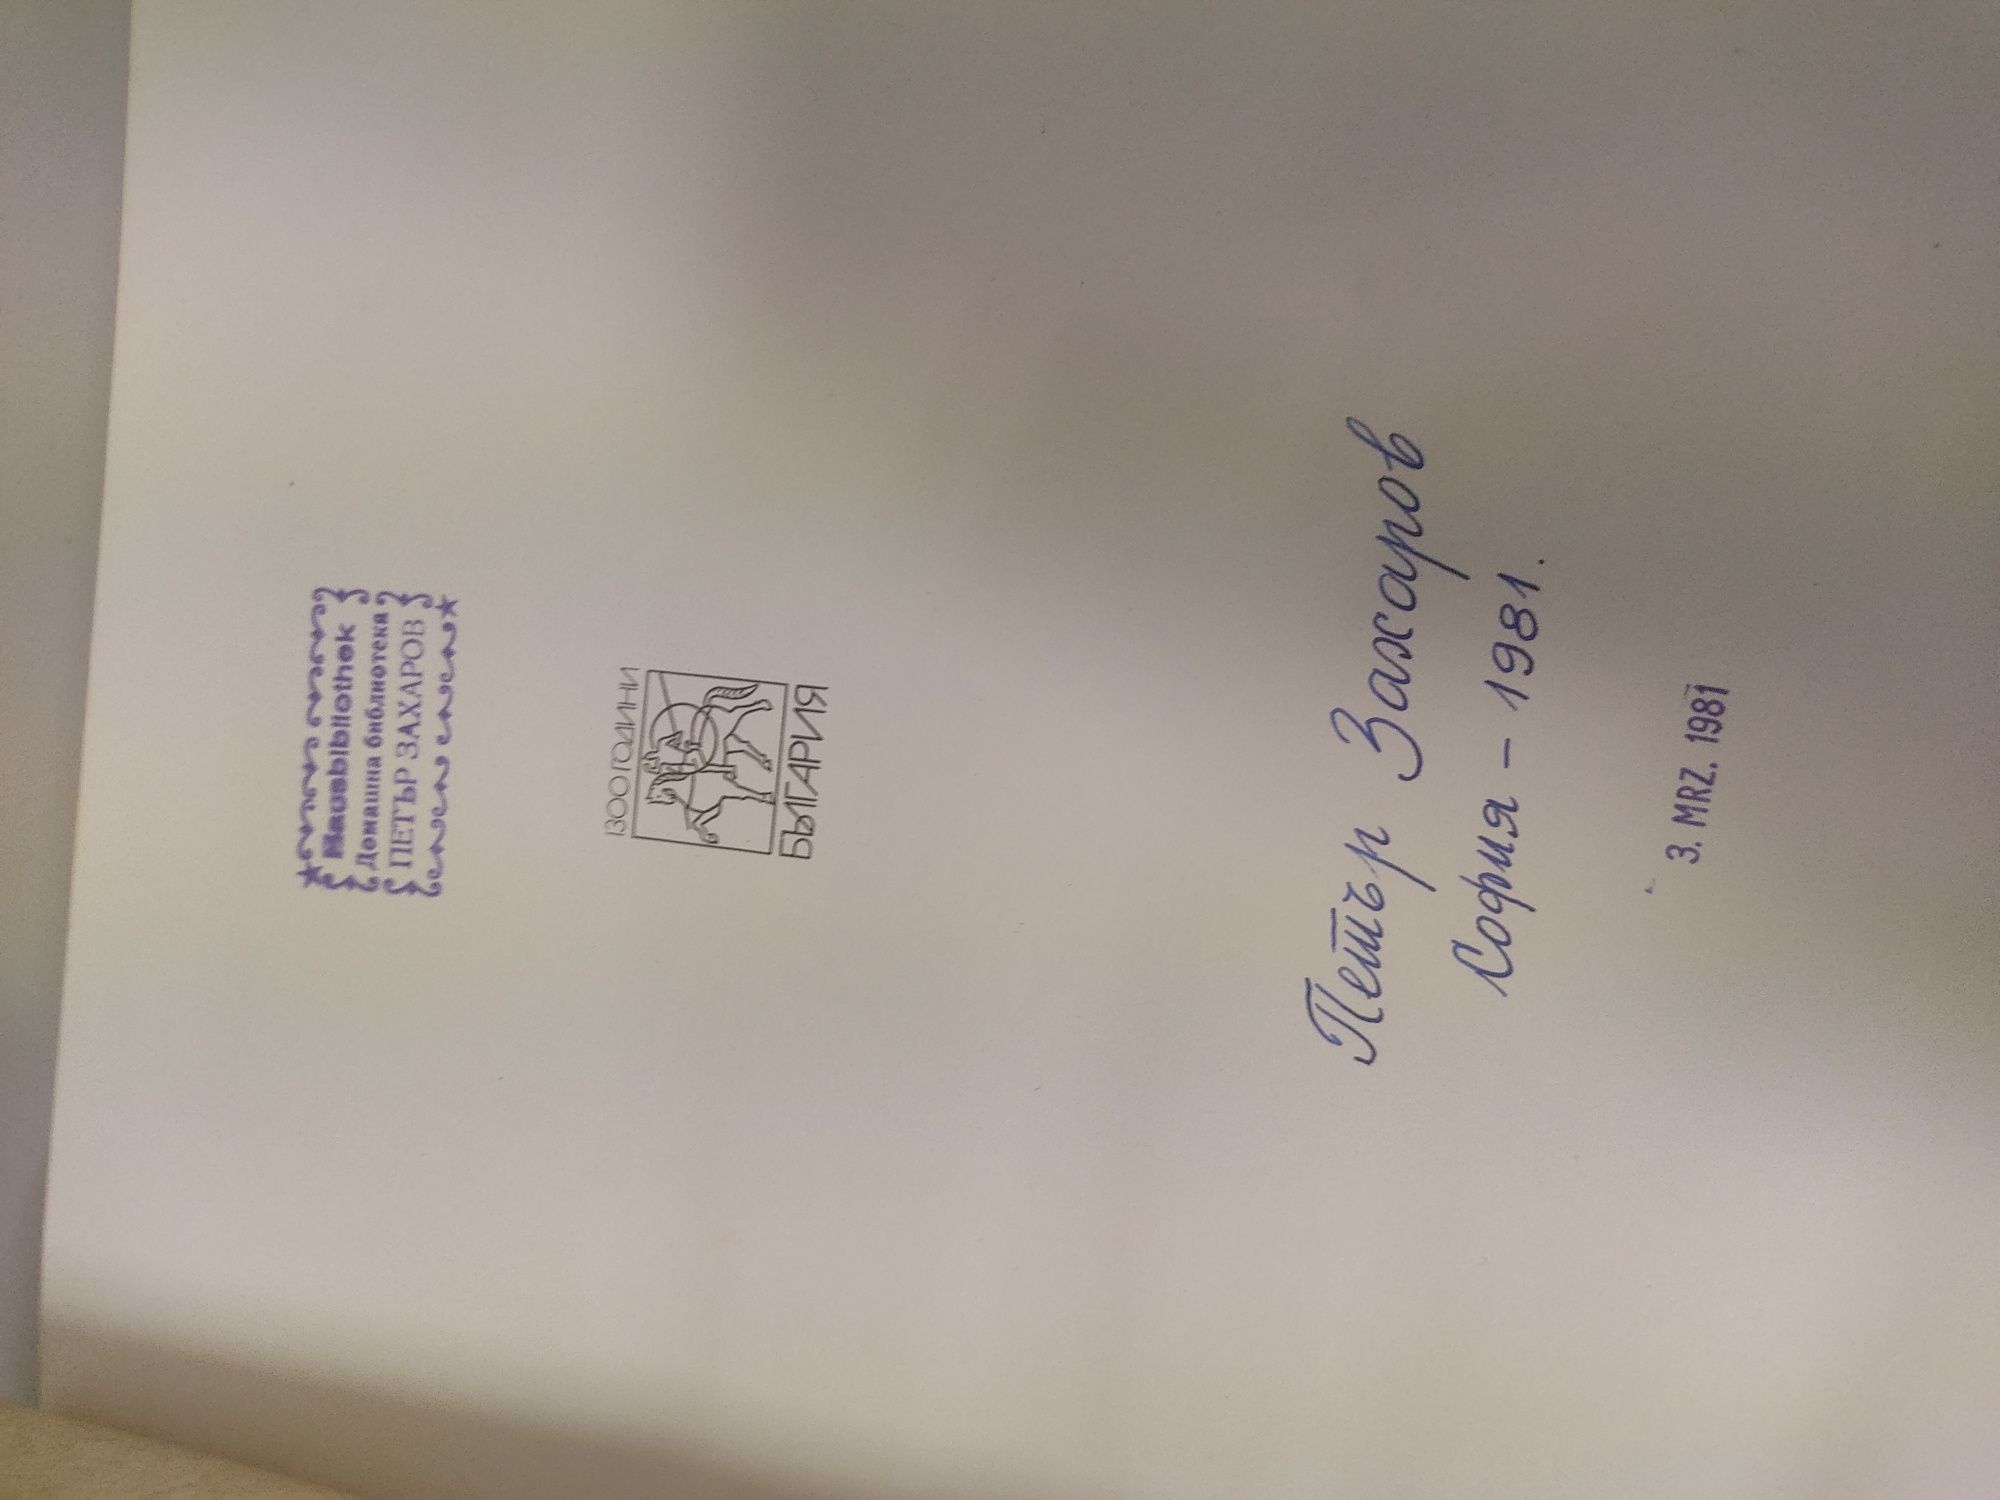 Hausbibliothek
Домашна библиотека
ПЕТЪР ЗАХАРОВ
1300 ГОДИНИ
БЪЛГАРИЯ
Петър Захаров
София - 1981.
3. MRZ. 1981